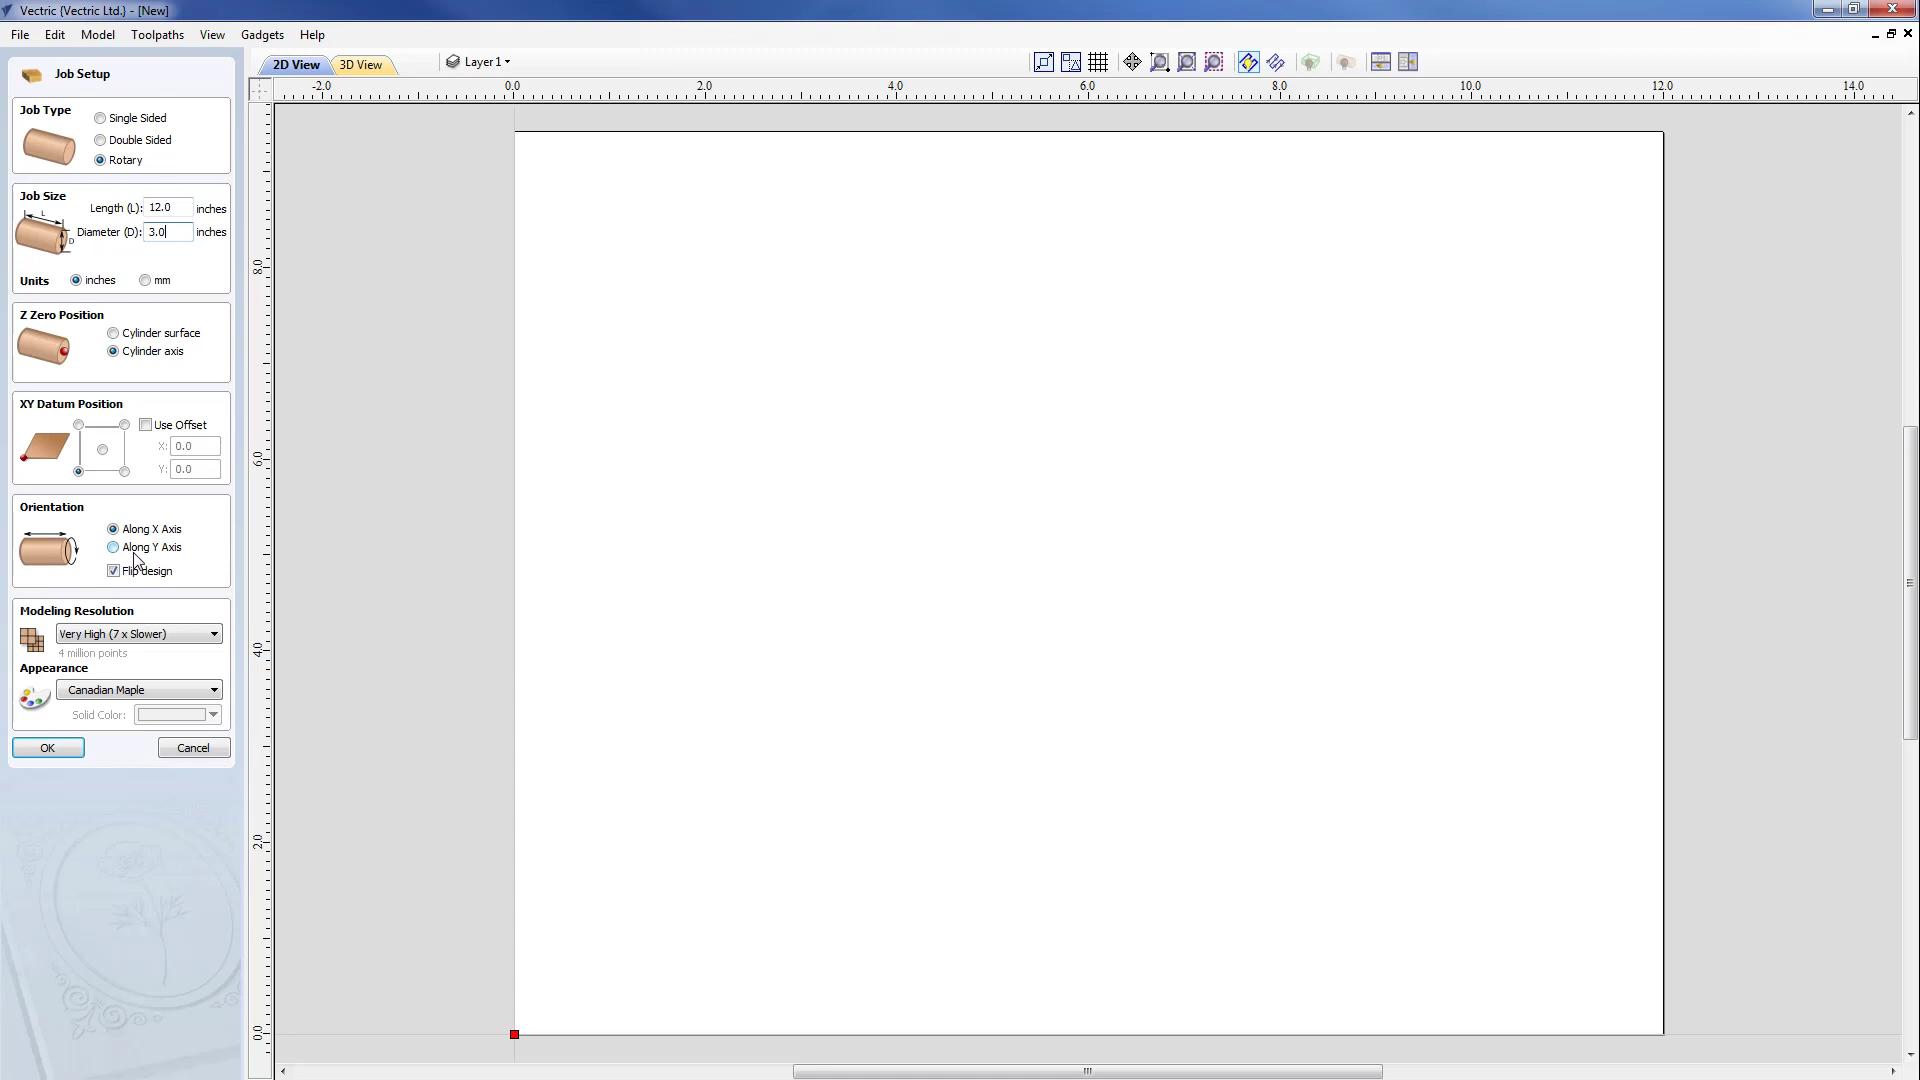 Vectric {Vectric Ltd.} - [New]
File Edit Model Toolpaths View Gadgets Help
2D View 3D View Layer 1
Job Setup
-2.0 0.0 2.0 4.0 6.0 8.0 10.0 12.0 14.0
Job Type
Single Sided
Double Sided
Rotary
Job Size
L
Length (L): 12.0 inches
D
Diameter (D): 3.0 inches
Units inches mm
Z Zero Position
Cylinder surface
Cylinder axis
XY Datum Position
Use Offset
X: 0.0
Y: 0.0
Orientation
Along X Axis
Along Y Axis
Flip design
Modeling Resolution
Very High (7 x Slower)
4 million points
Appearance
Canadian Maple
Solid Color:
OK Cancel
8.0
6.0
4.0
2.0
0.0